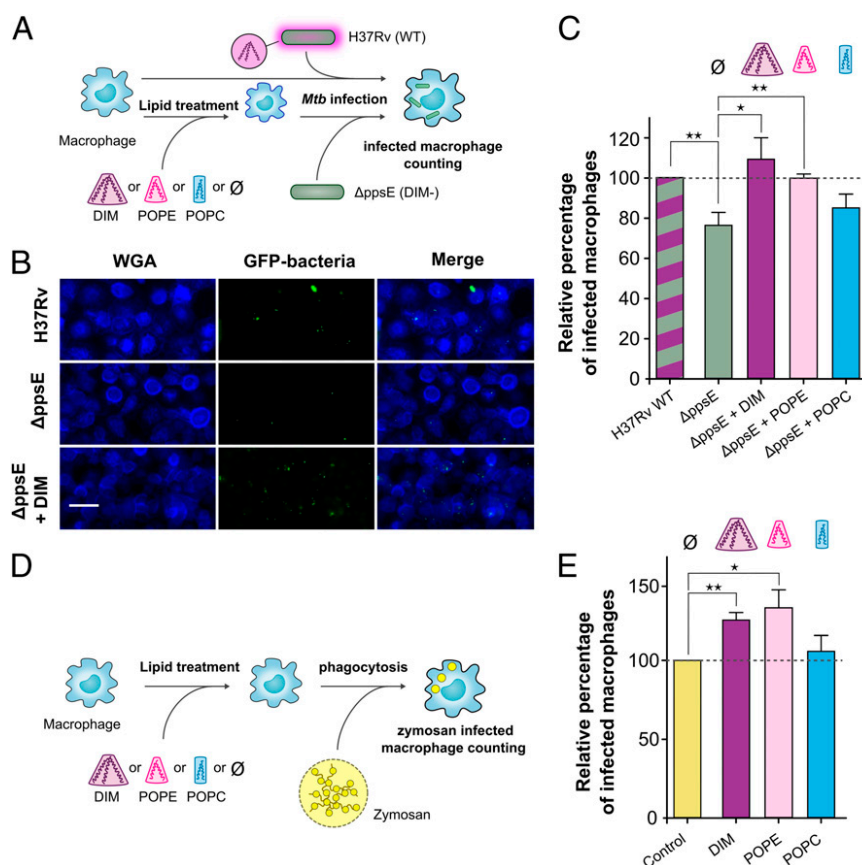 A
H37Rv (WT)
Lipid treatment
Mtb infection
Macrophage
infected macrophage
counting
or or or Ø
DIM POPE POPC
ΔppsE (DIM-)
B
WGA GFP-bacteria Merge
H37Rv
ΔppsE
ΔppsE
+ DIM
C
Ø
**
*
**
Relative percentage
of infected macrophages
120
100
80
60
40
20
0
H37Rv WT
ΔppsE
ΔppsE + DIM
ΔppsE + POPE
ΔppsE + POPC
D
Lipid treatment
phagocytosis
Macrophage
zymosan infected
macrophage counting
or or or Ø
DIM POPE POPC
Zymosan
E
Ø
*
**
Relative percentage
of infected macrophages
150
100
50
0
Control
DIM
POPE
POPC